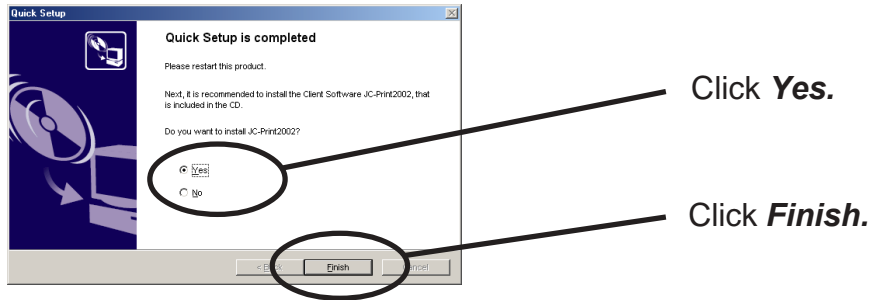 Quick Setup
Quick Setup is completed
Please restart this product.
Next, it is recommended to install the Client Software JC-Print2002, that
is included in the CD.
Do you want to install JC-Print2002?
Yes
No
Click Yes.
Click Finish.
< B
Finish
ancel